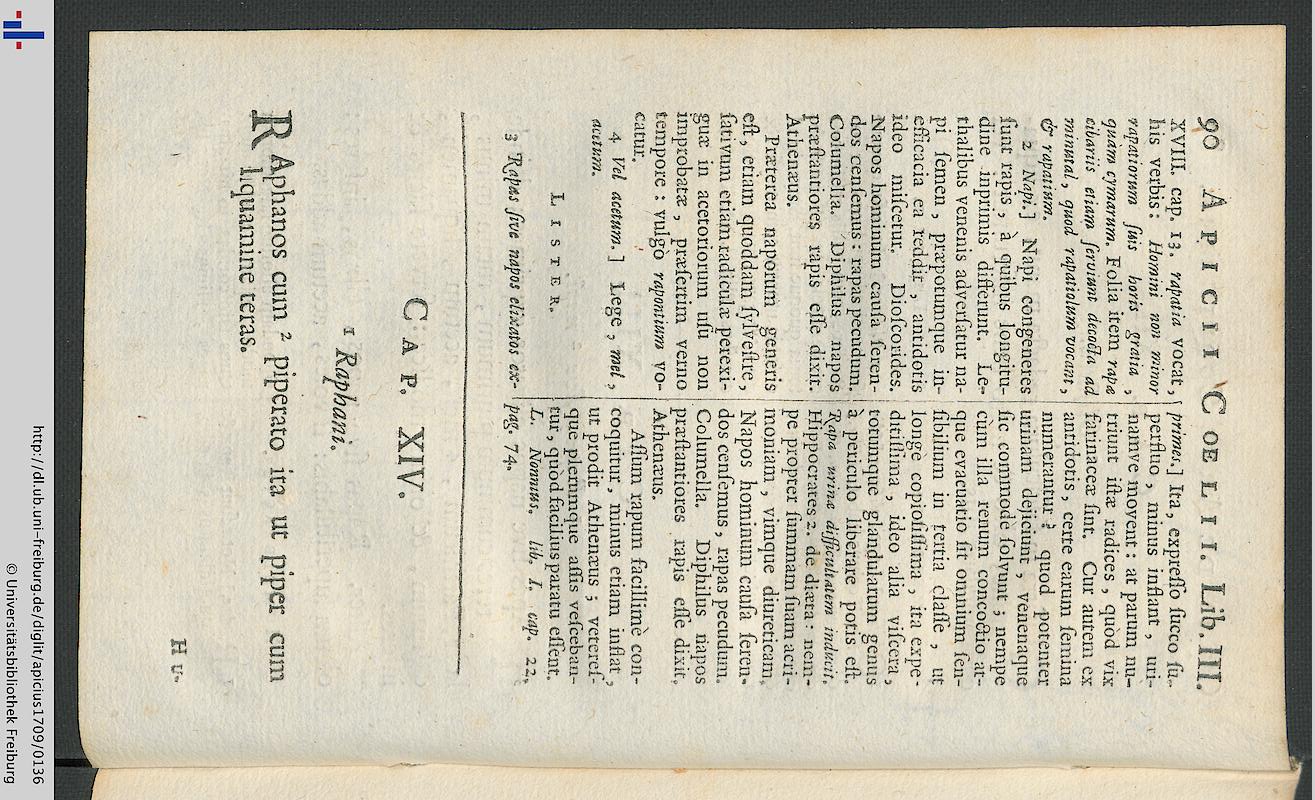 90 APICII COELII. Lib. III.
XVIII. cap. 13. rapatia vocat,
his verbis: Homini non minor
rapatiorum suis horis gratia,
quam cymarum. Folia item rapæ
cibariis etiam serviunt decocta ad
minutal, quod rapatiolum vocant,
& rapatium.
2 Napi.] Napi congeneres
sunt rapis, à quibus longitu-
dine inprimis differunt. Le-
thalibus venenis adversatur na-
pi semen, præpotumque in-
efficacia ea reddit, antidotis
ideo miscetur. Dioscorides.
Napos hominum causa seren-
dos censemus: rapas pecudum.
Columella. Diphilus napos
præstantiores rapis esse dixit.
Athenæus.
Præterea naporum generis
est, etiam quoddam sylvestre,
sativum etiam radiculæ perexi-
guæ in acetoriorum usu non
improbatæ, præsertim verno
tempore: vulgò rapontium vo-
catur.
4 Vel acetum.] Lege, mel,
acetum.
LISTER.
3 Rapas sive napos elixatos ex-
primes.] Ita, expresso succo su-
perfluo, minus inflant, uri-
namve movent: at parum nu-
triunt istæ radices, quòd vix
farinaceæ sint. Cur autem ex
antidotis, certe earum semina
numerantur? quod potenter
urinam dejiciunt, venenaque
sic commode solvunt; nempe
cùm illa renum concoctio at-
que evacuatio sit omnium sen-
sibilium in tertia classe, ut
longe copiosissima, ita expe-
ditissima, ideo alia viscera,
totumque glandularum genus
à periculo liberare potis est.
Rapa urinæ difficultatem inducit.
Hippocrates 2. de diæta: nem-
pe propter summam suam acri-
moniam, vimque diureticam.
Napos hominum causa seren-
dos censemus, rapas pecudum.
Columella. Diphilus napos
præstantiores rapis esse dixit.
Athenæus.
Assum rapum facillimè con-
coquitur, minus etiam inflat,
ut prodit Athenæus; veteres-
que plerumque assis vesceban-
tur, quod facilius paratu essent.
L. Nonnius. lib. I. cap. 22.
pag. 74.
CAP. XIV.
1 Raphani.
RAphanos cum 2 piperato ita ut piper cum
liquamine teras.
Hu-
http://dl.ub.uni-freiburg.de/diglit/apicius1709/0136
© Universitätsbibliothek Freiburg